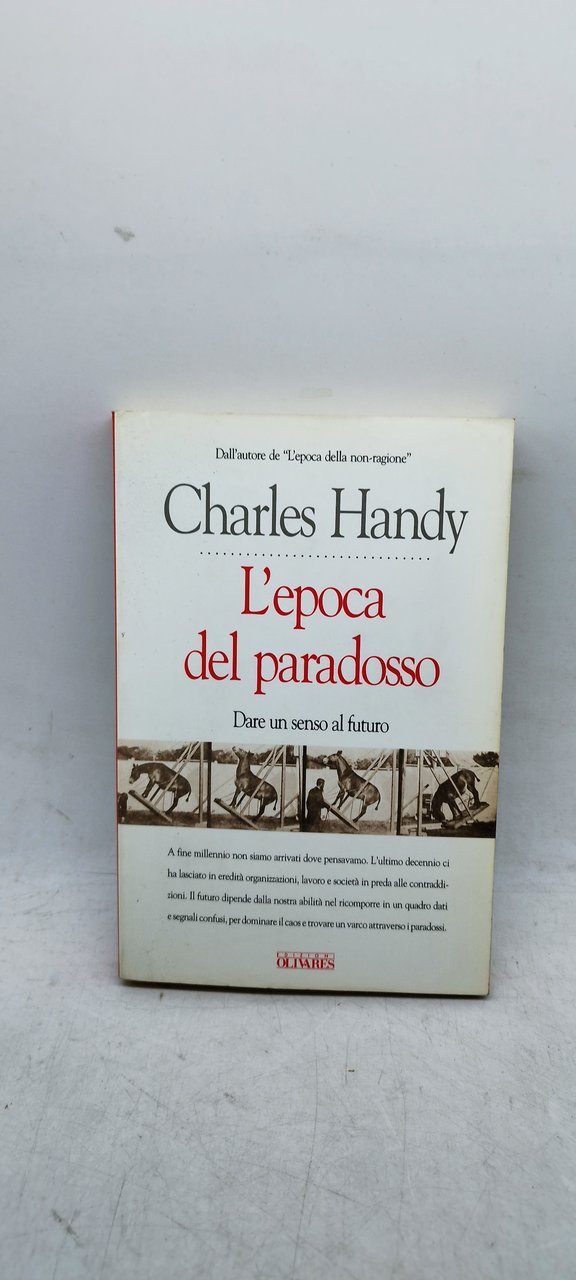 Dall'autore de "L'epoca della non-ragione"
Charles Handy
L'epoca
del paradosso
Dare un senso al futuro
A fine millennio non siamo arrivati dove pensavamo. L'ultimo decennio ci
ha lasciato in eredità organizzazioni, lavoro e società in preda alle contraddi-
zioni. Il futuro dipende dalla nostra abilità nel ricomporre in un quadro dati
e segnali confusi, per dominare il caos e trovare un varco attraverso i paradossi.
EDIZIONI
OLIVARES